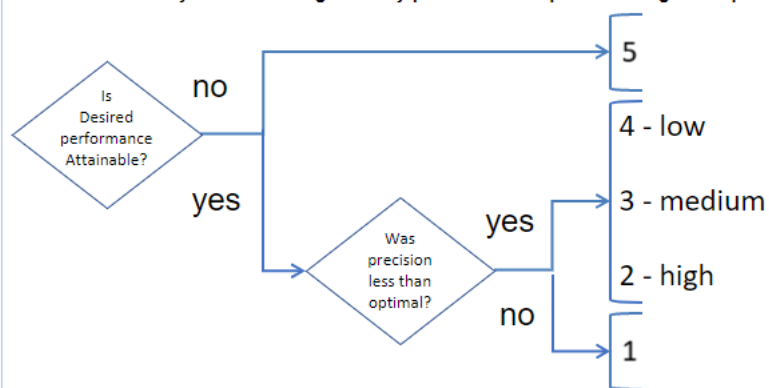 no
5
Is
Desired
performance
Attainable?
4 - low
yes
3 - medium
yes
Was
precision
less than
optimal?
2 - high
no
1